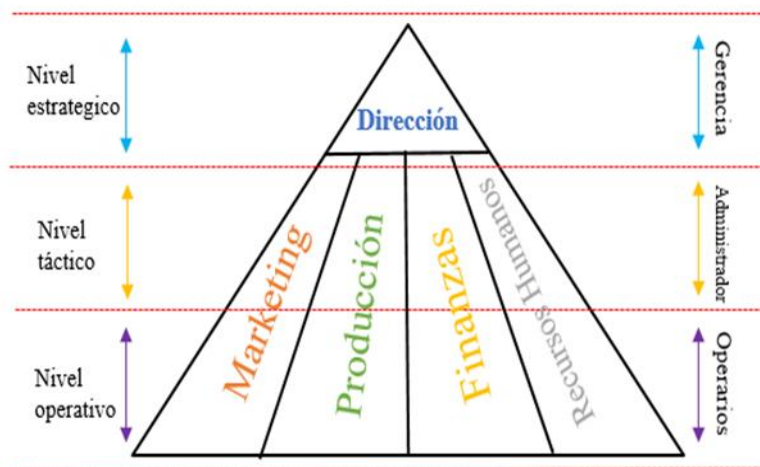 Nivel
estrategico
Dirección
Gerencia
Nivel
táctico
Marketing
Producción
Finanzas
Recursos Humanos
Administrador
Nivel
operativo
Operarios